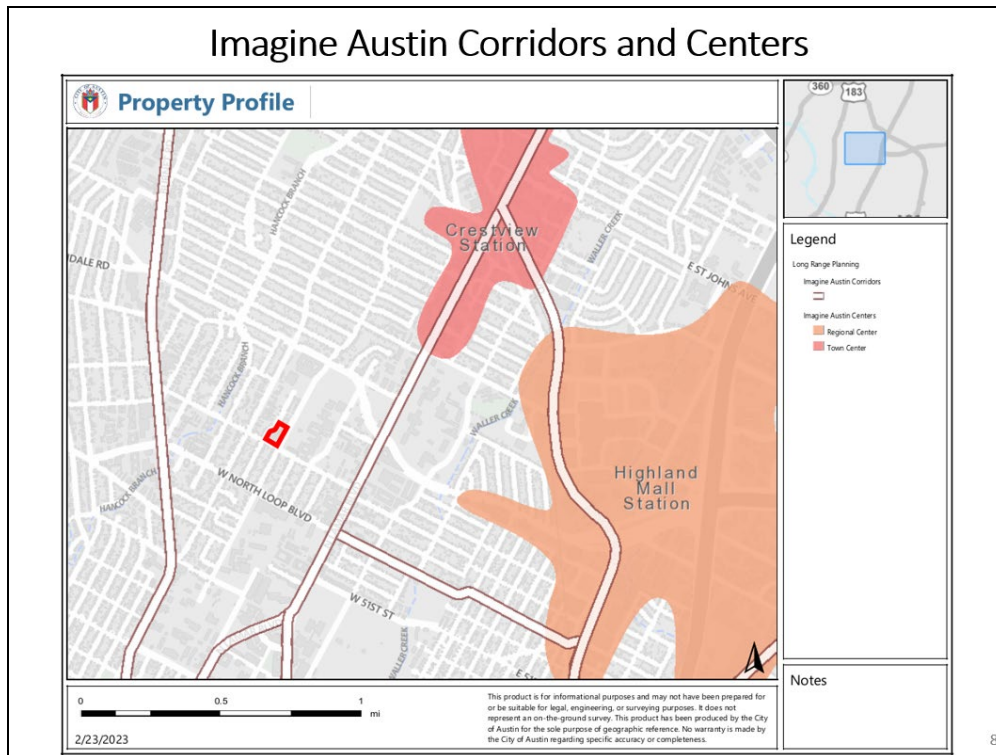 Imagine Austin Corridors and Centers
Property Profile
360
183
HANCOCK BRANCH
Crestview
Station
WALLER CREEK
E ST JOHNS AVE
NDALE RD
HANCOCK BRANCH
WALLER CREEK
Highland
Mall
Station
HANCOCK BRANCH
W NORTH LOOP BLVD
W 51ST ST
WALLER CREEK
Legend
Long Range Planning
Imagine Austin Corridors
Imagine Austin Centers
Regional Center
Town Center
0 0.5 1
mi
2/23/2023
This product is for informational purposes and may not have been prepared for
or be suitable for legal, engineering, or surveying purposes. It does not
represent an on-the-ground survey. This product has been produced by the City
of Austin for the sole purpose of geographic reference. No warranty is made by
the City of Austin regarding specific accuracy or completeness.
Notes
8